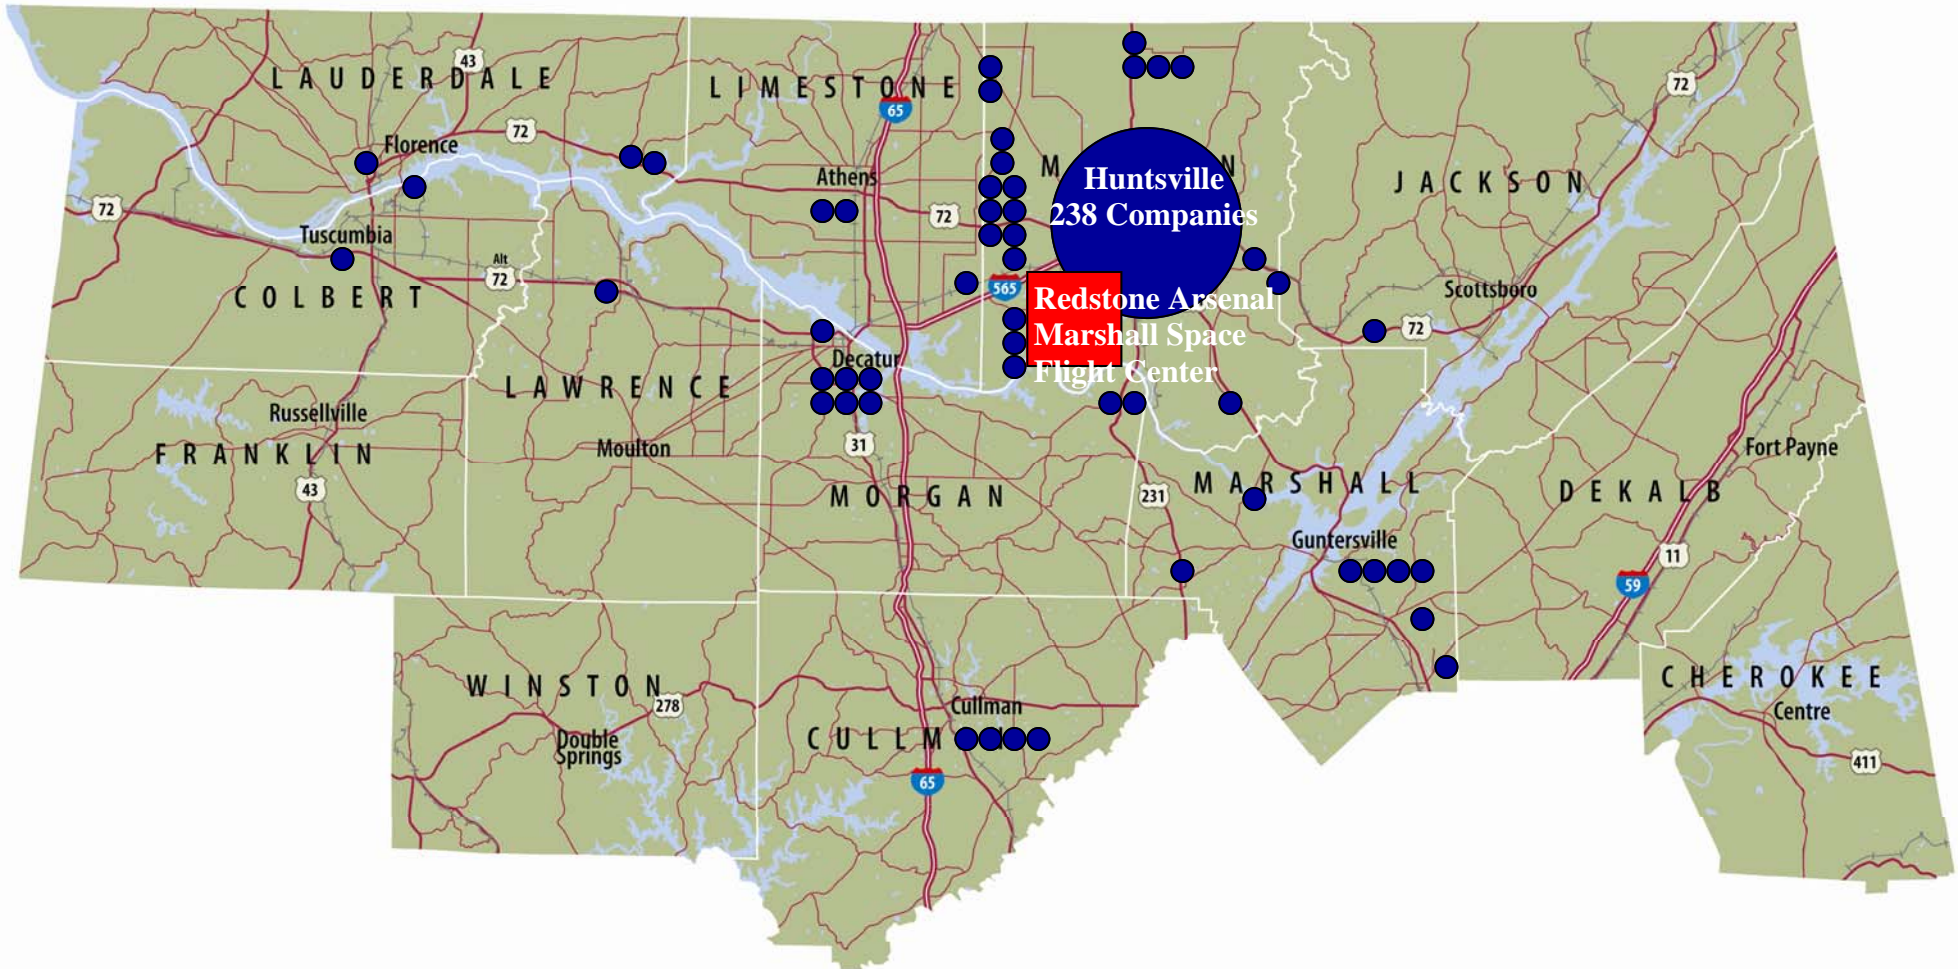 LAUDERDALE
43
72
Florence
72
Tuscumbia
Alt
72
COLBERT
LIMESTONE
65
Athens
72
M N
Huntsville
238 Companies
565
Redstone Arsenal
Marshall Space
Flight Center
JACKSON
72
Scottsboro
72
Russellville
FRANKLIN
43
LAWRENCE
Moulton
Decatur
31
MORGAN
231
MARSHALL
Guntersville
DEKALB
Fort Payne
11
59
WINSTON
278
Double
Springs
Cullman
CULLM
65
CHEROKEE
Centre
411